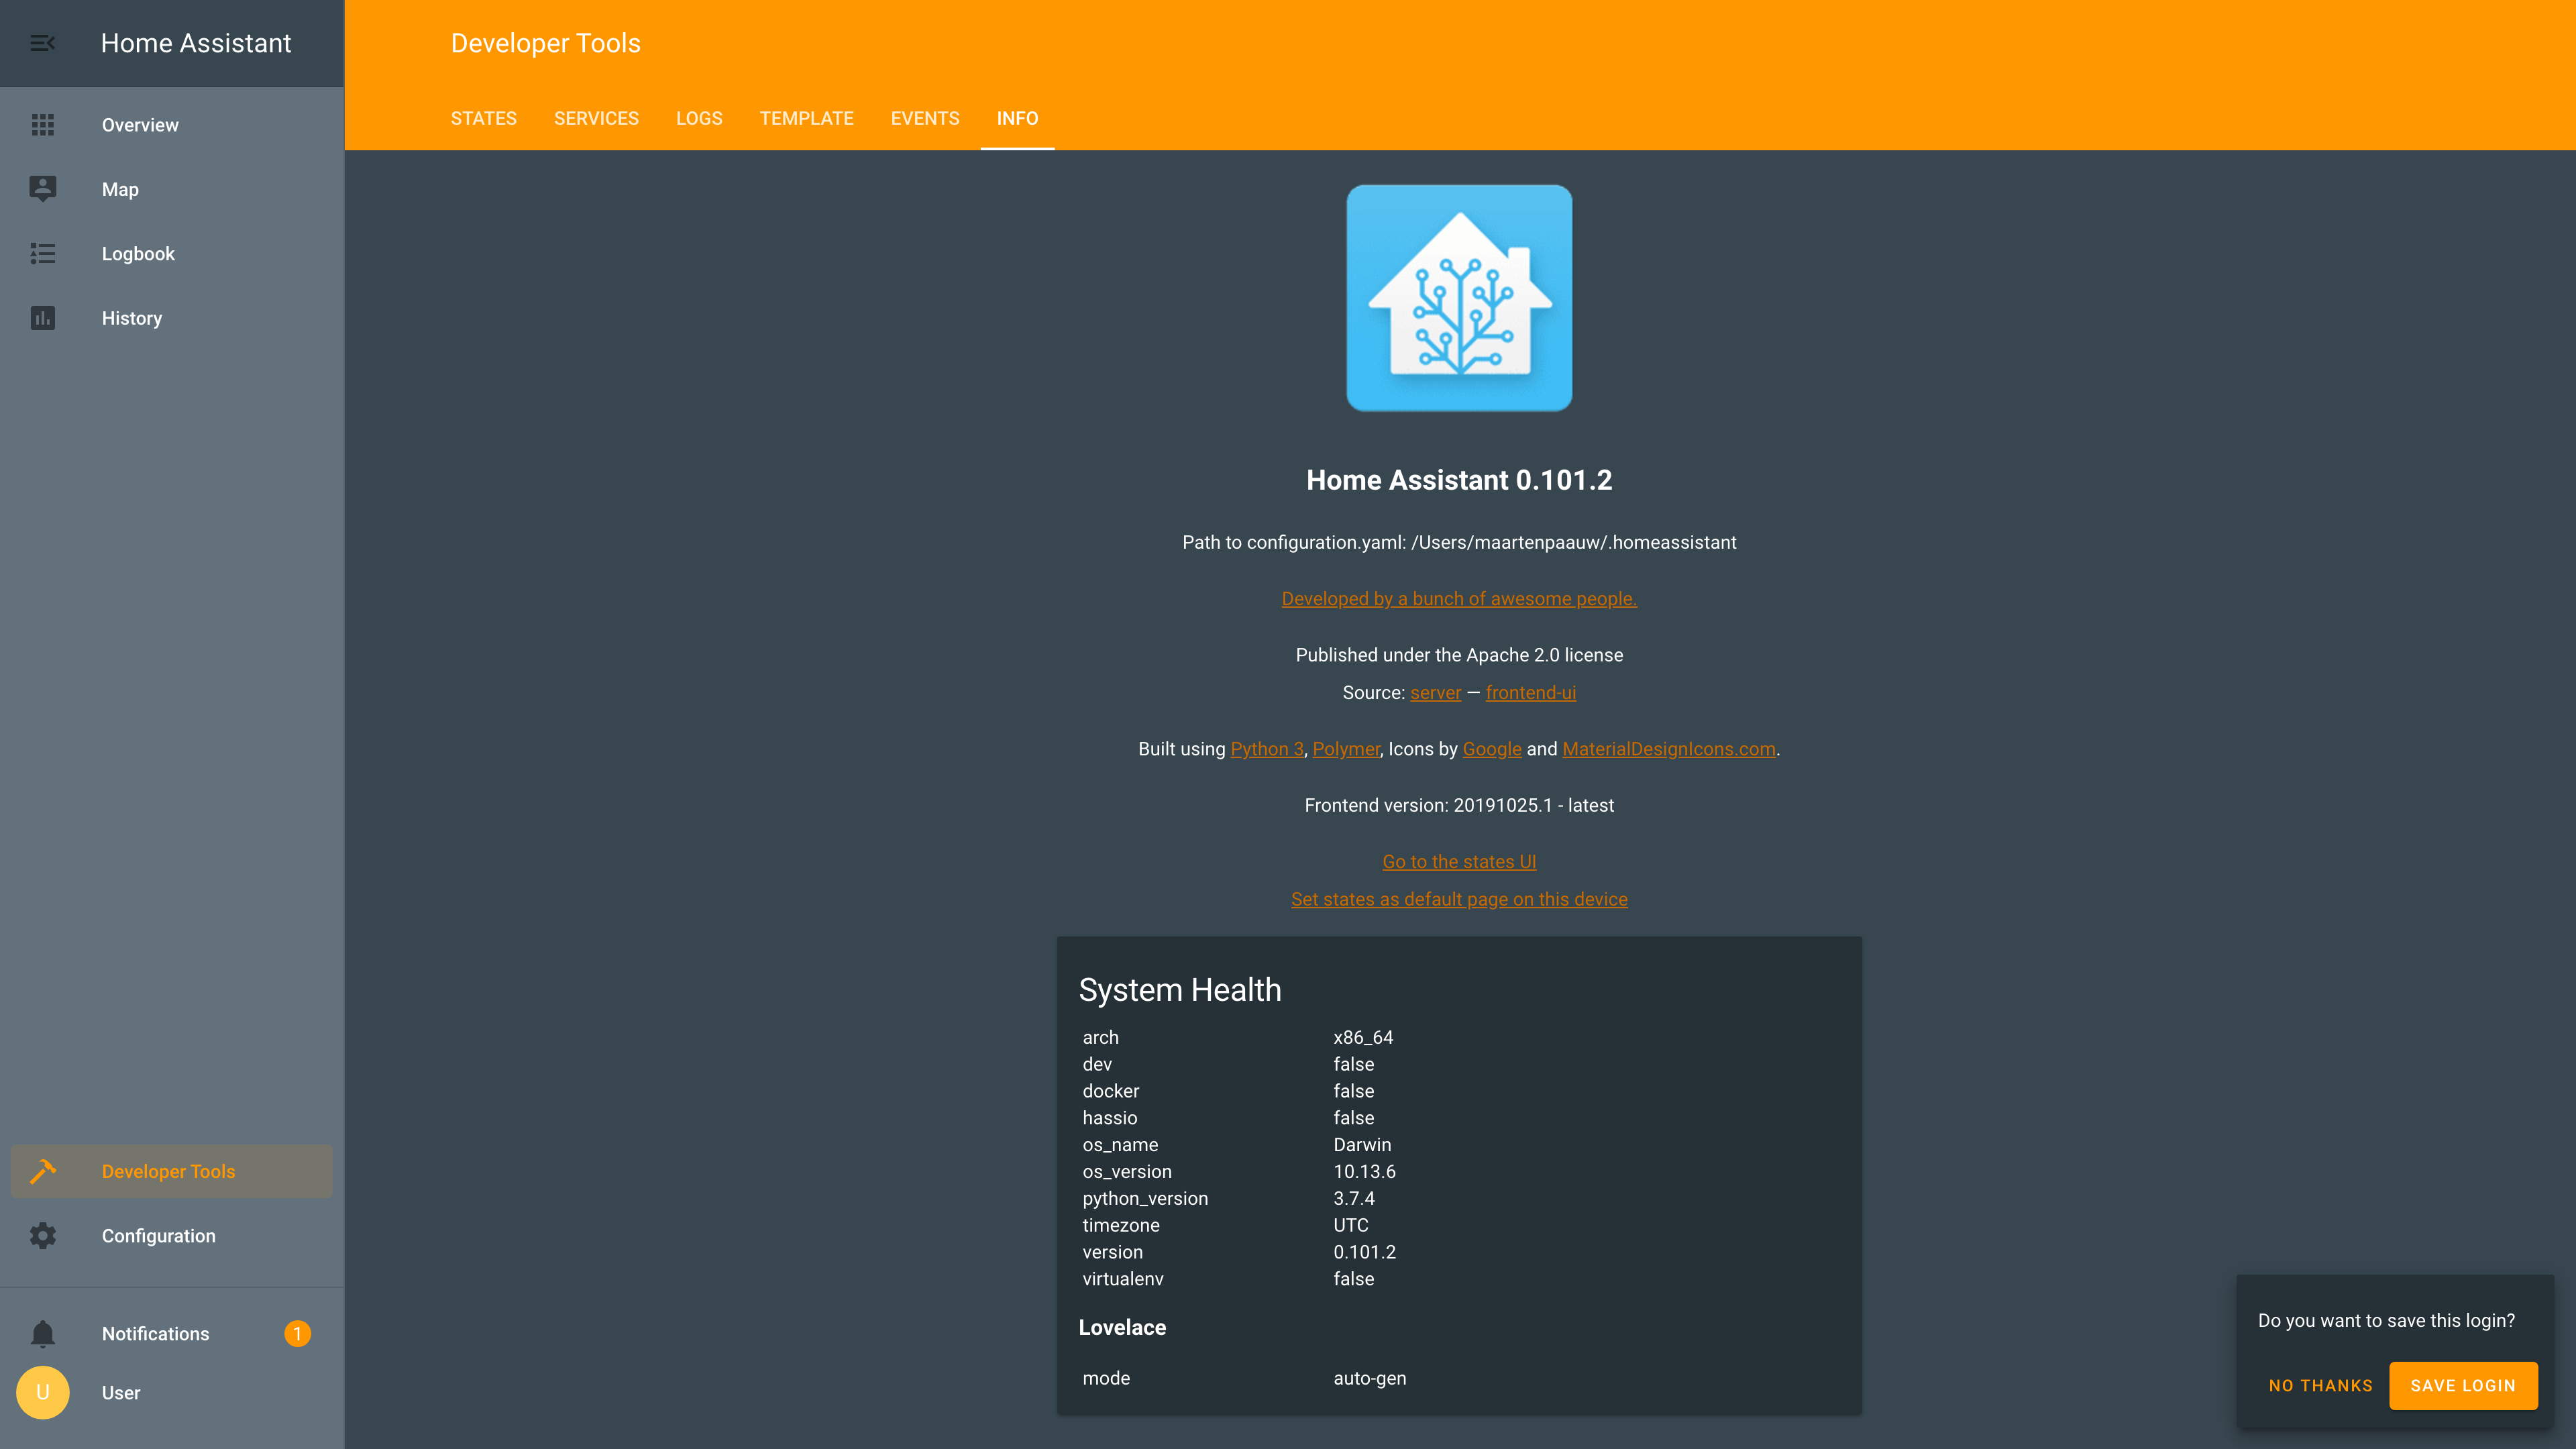 Home Assistant
Overview
Map
Logbook
History
Developer Tools
Configuration
Notifications 1
U User
Developer Tools
STATES SERVICES LOGS TEMPLATE EVENTS INFO
Home Assistant 0.101.2
Path to configuration.yaml: /Users/maartenpaauw/.homeassistant
Developed by a bunch of awesome people.
Published under the Apache 2.0 license
Source: server — frontend-ui
Built using Python 3, Polymer, Icons by Google and MaterialDesignIcons.com.
Frontend version: 20191025.1 - latest
Go to the states UI
Set states as default page on this device
System Health
arch x86_64
dev false
docker false
hassio false
os_name Darwin
os_version 10.13.6
python_version 3.7.4
timezone UTC
version 0.101.2
virtualenv false
Lovelace
mode auto-gen
Do you want to save this login?
NO THANKS SAVE LOGIN